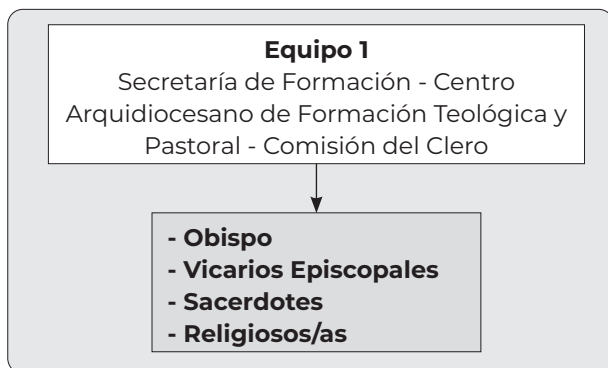 Equipo 1
Secretaría de Formación - Centro
Arquidiocesano de Formación Teológica y
Pastoral - Comisión del Clero
- Obispo
- Vicarios Episcopales
- Sacerdotes
- Religiosos/as